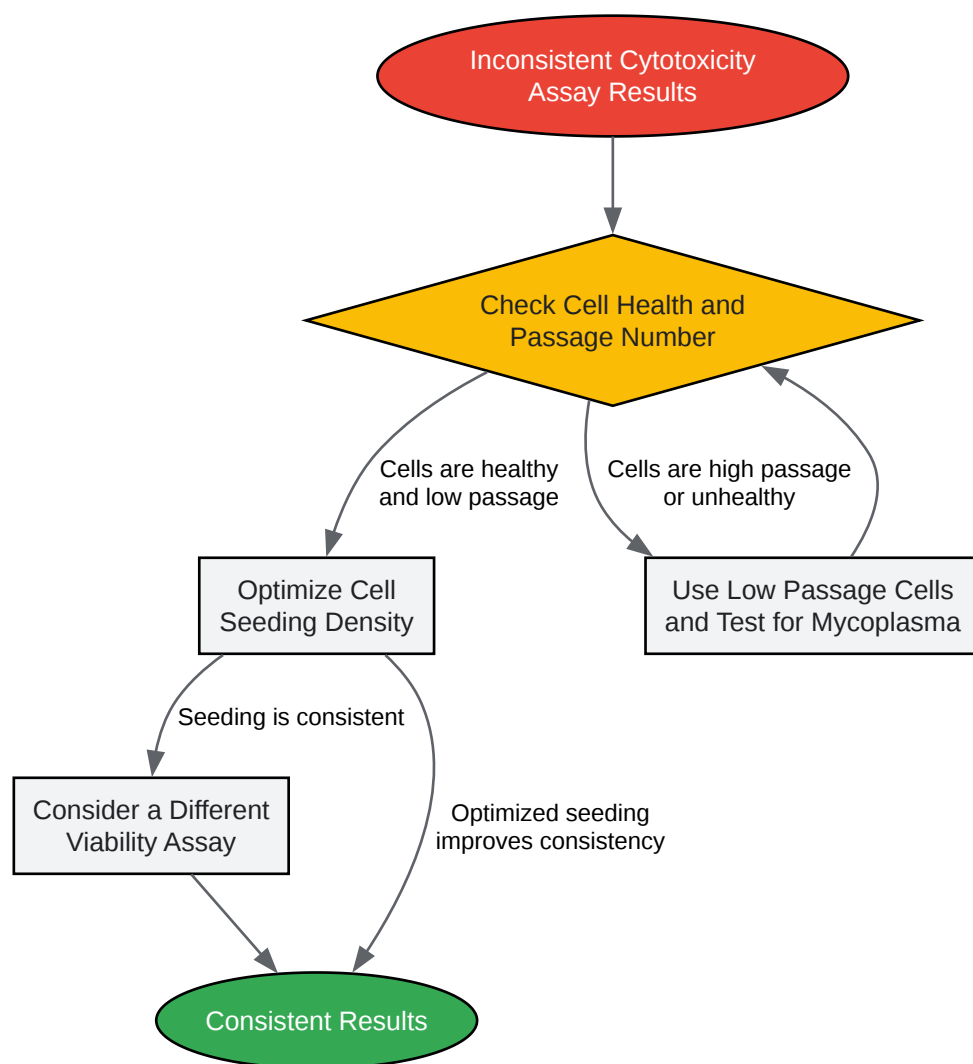 Inconsistent Cytotoxicity
Assay Results
Check Cell Health and
Passage Number
Cells are healthy
and low passage
Cells are high passage
or unhealthy
Optimize Cell
Seeding Density
Use Low Passage Cells
and Test for Mycoplasma
Seeding is consistent
Consider a Different
Viability Assay
Optimized seeding
improves consistency
Consistent Results